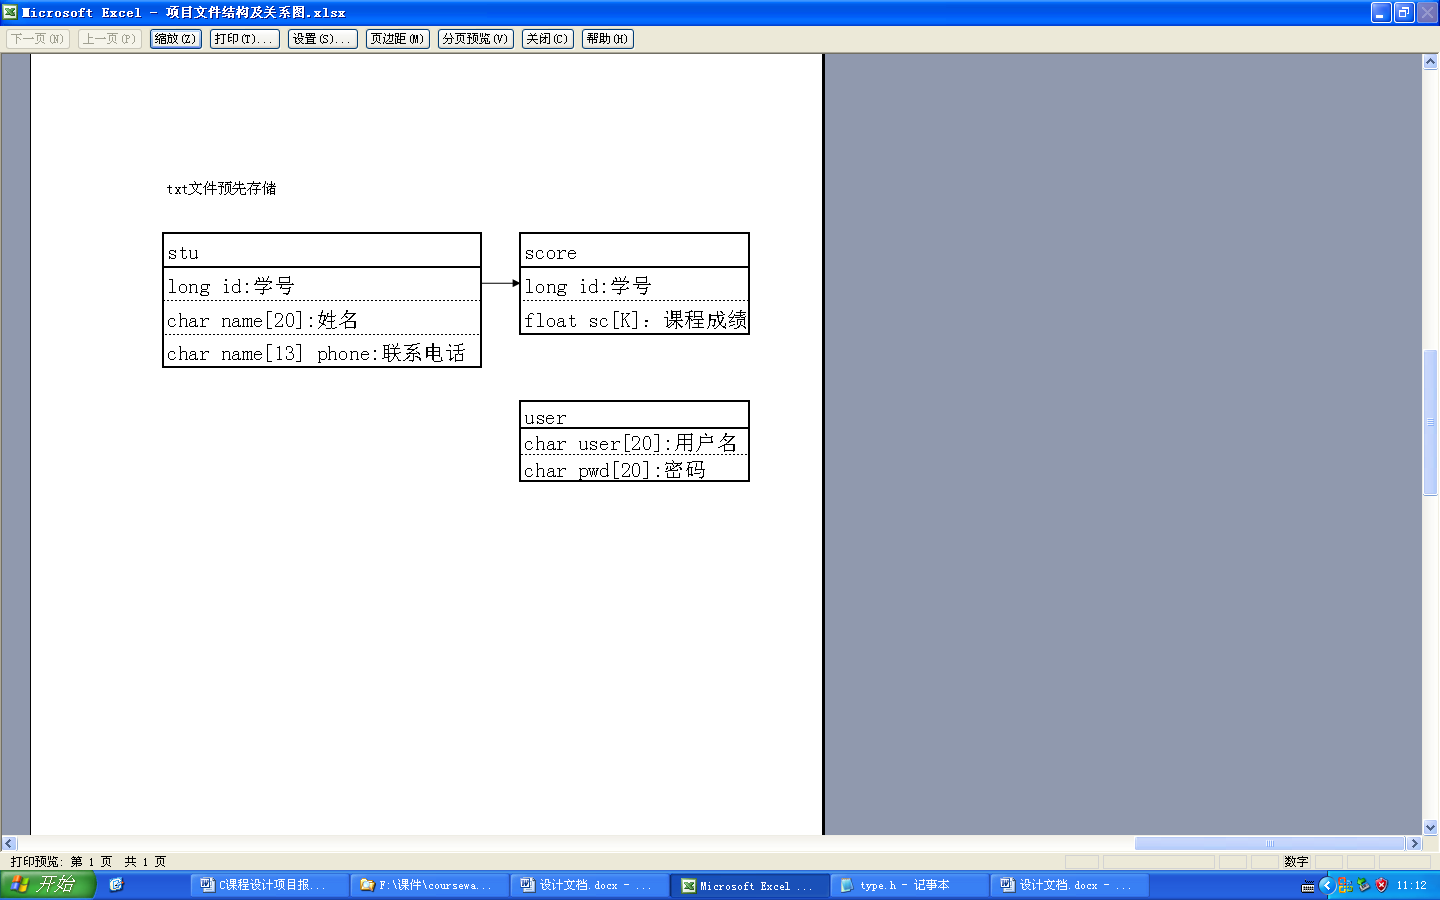 Microsoft Excel - 项目文件结构及关系图.xlsx
下一页(N) 上一页(P) 缩放(Z) 打印(T)... 设置(S)... 页边距(M) 分页预览(V) 关闭(C) 帮助(H)
txt文件预先存储
stu
long id:学号
char name[20]:姓名
char name[13] phone:联系电话
score
long id:学号
float sc[K]: 课程成绩
user
char user[20]:用户名
char pwd[20]:密码
打印预览: 第 1 页 共 1 页
数字
开始
C课程设计项目报...
F:\课件\coursewa...
设计文档.docx - ...
Microsoft Excel ...
type.h - 记事本
设计文档.docx - ...
11:12